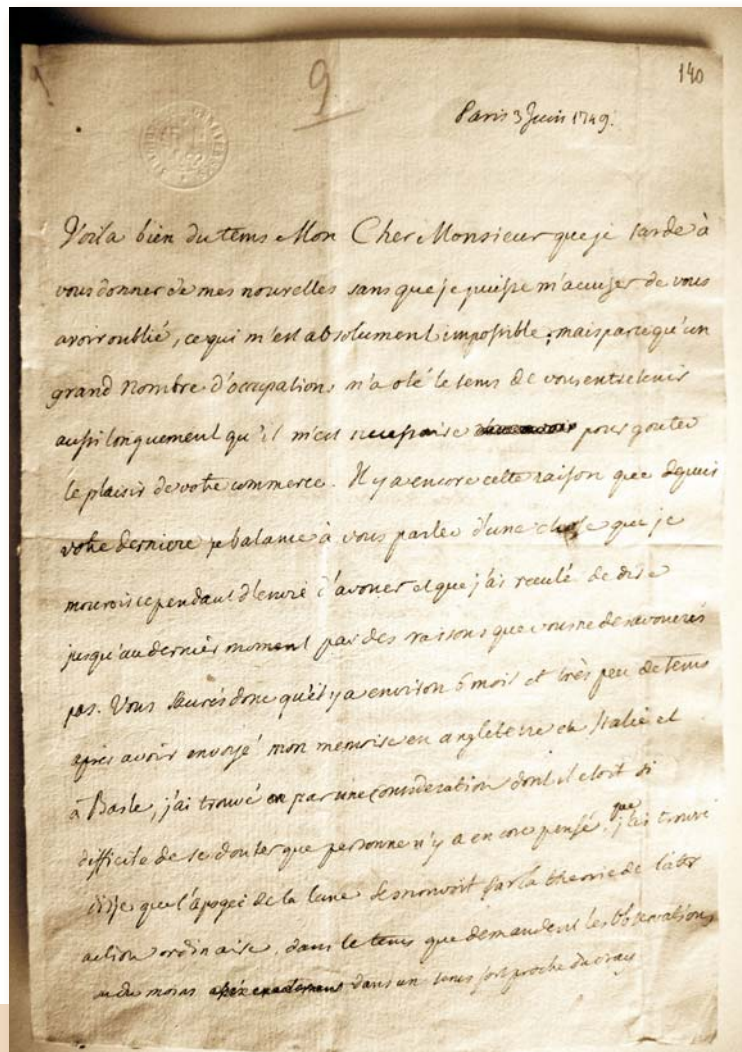 9
140
Paris 3 Juin 1749.
Voila bien du tems Mon Cher Monsieur que je tarde à
vous donner de mes nouvelles sans que je puisse m'accuser de vous
avoir oublié, ce qui m'est absolument impossible; mais parce qu'un
grand nombre d'occupations m'a oté le tems de vous entretenir
aussi longuement qu'il m'est necessaire pour gouter
le plaisir de votre commerce. Il y a encore cette raison que depuis
votre derniere je balance à vous parler d'une chose que je
mourois cependant d'envie d'avouer et que j'ai reculé de dire
jusqu'au dernier moment par des raisons que vous ne desavouerés
pas. Vous saurés donc qu'il y a environ 6 mois et très peu de tems
après avoir envoyé mon memoire en angleterre en Italie et
à Basle, j'ai trouvé par une consideration dont il etoit si
difficile de se douter que personne n'y a encore pensé, que j'ai trouvé
dis je que l'apogée de la lune se mouvoit par la theorie de l'attr
action ordinaire, dans le tems que demandent les Observations
ou du moins dans un tems fort proche du vray